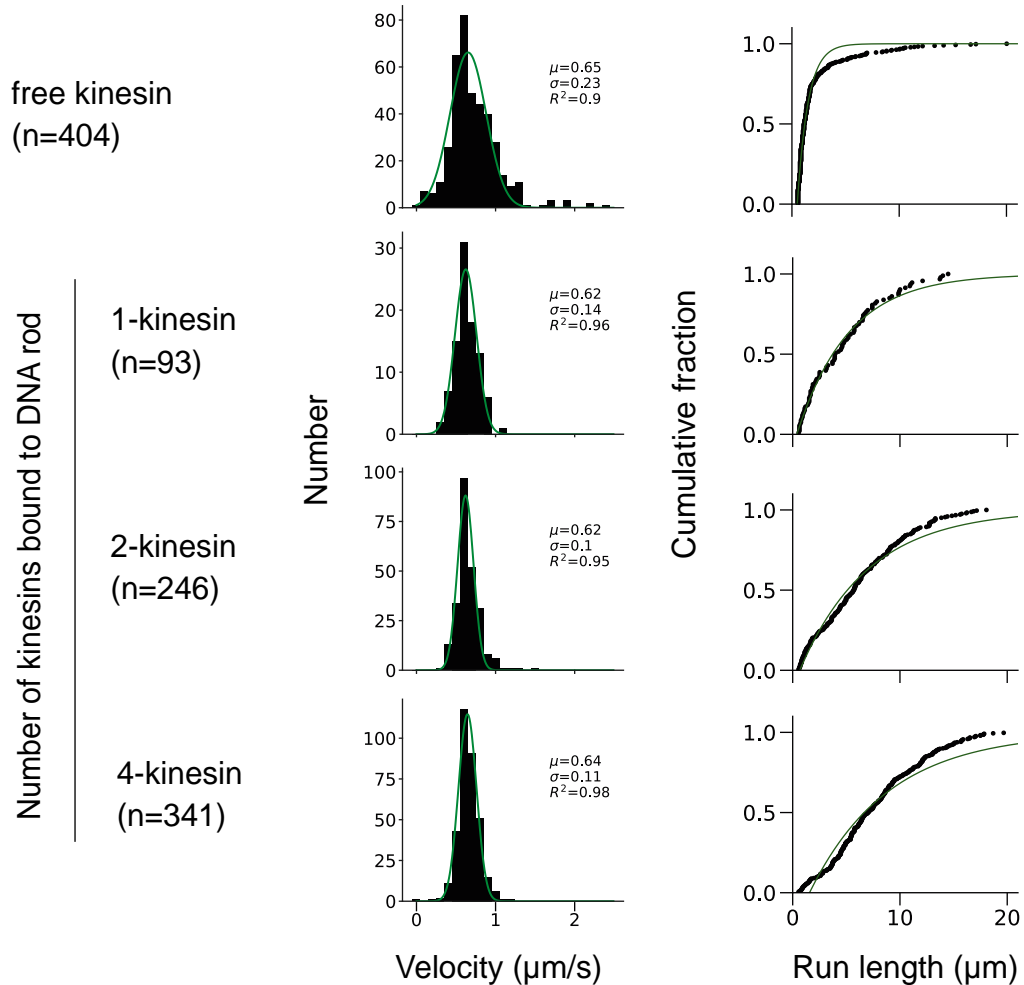 free kinesin
(n=404)
80
60
40
20
0
μ=0.65
σ=0.23
R²=0.9
1.0
0.5
0.0
0
10
20
Number of kinesins bound to DNA rod
1-kinesin
(n=93)
Number
30
20
10
0
μ=0.62
σ=0.14
R²=0.96
Cumulative fraction
1.0
0.5
0.0
2-kinesin
(n=246)
100
75
50
25
0
μ=0.62
σ=0.1
R²=0.95
1.0
0.5
0.0
4-kinesin
(n=341)
100
75
50
25
0
0
1
2
μ=0.64
σ=0.11
R²=0.98
Velocity (μm/s)
1.0
0.5
0.0
0
10
20
Run length (μm)